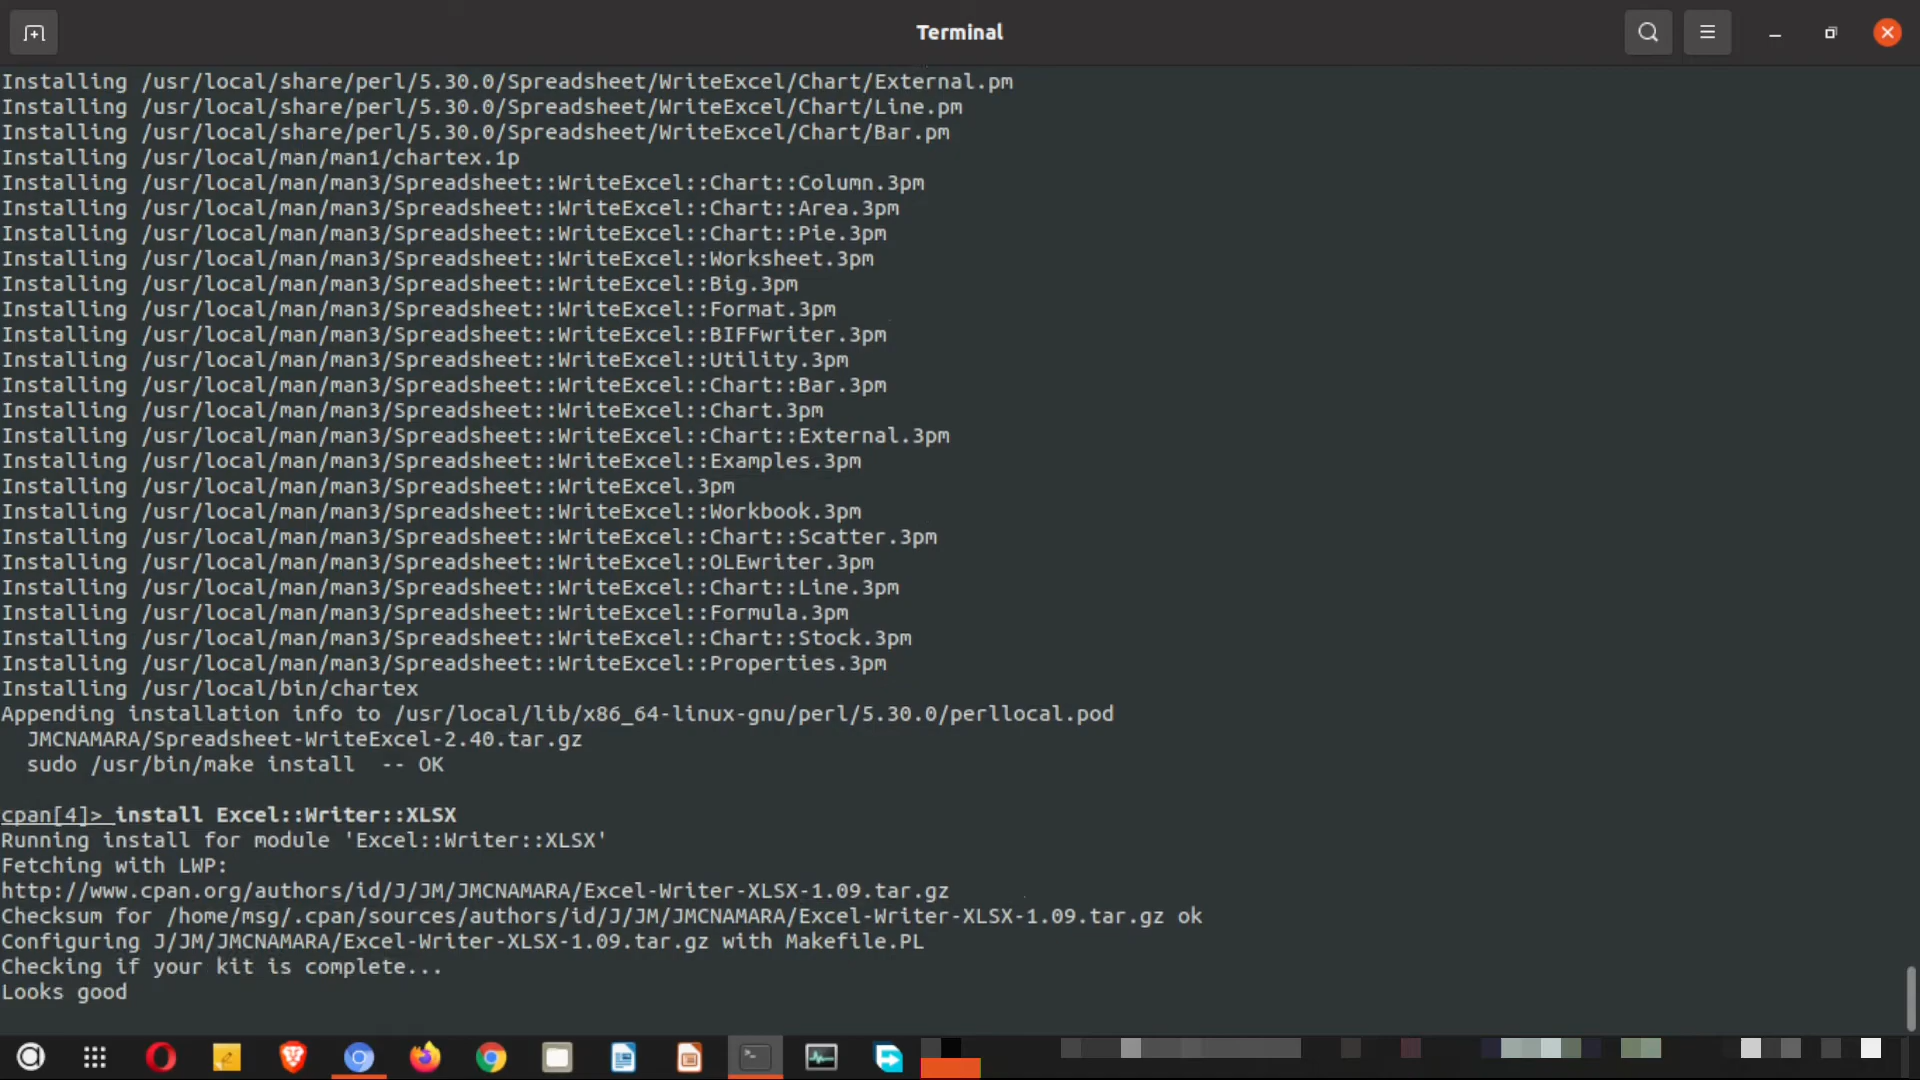 Terminal
Installing /usr/local/share/perl/5.30.0/Spreadsheet/WriteExcel/Chart/External.pm
Installing /usr/local/share/perl/5.30.0/Spreadsheet/WriteExcel/Chart/Line.pm
Installing /usr/local/share/perl/5.30.0/Spreadsheet/WriteExcel/Chart/Bar.pm
Installing /usr/local/man/man1/chartex.1p
Installing /usr/local/man/man3/Spreadsheet::WriteExcel::Chart::Column.3pm
Installing /usr/local/man/man3/Spreadsheet::WriteExcel::Chart::Area.3pm
Installing /usr/local/man/man3/Spreadsheet::WriteExcel::Chart::Pie.3pm
Installing /usr/local/man/man3/Spreadsheet::WriteExcel::Worksheet.3pm
Installing /usr/local/man/man3/Spreadsheet::WriteExcel::Big.3pm
Installing /usr/local/man/man3/Spreadsheet::WriteExcel::Format.3pm
Installing /usr/local/man/man3/Spreadsheet::WriteExcel::BIFFwriter.3pm
Installing /usr/local/man/man3/Spreadsheet::WriteExcel::Utility.3pm
Installing /usr/local/man/man3/Spreadsheet::WriteExcel::Chart::Bar.3pm
Installing /usr/local/man/man3/Spreadsheet::WriteExcel::Chart.3pm
Installing /usr/local/man/man3/Spreadsheet::WriteExcel::Chart::External.3pm
Installing /usr/local/man/man3/Spreadsheet::WriteExcel::Examples.3pm
Installing /usr/local/man/man3/Spreadsheet::WriteExcel.3pm
Installing /usr/local/man/man3/Spreadsheet::WriteExcel::Workbook.3pm
Installing /usr/local/man/man3/Spreadsheet::WriteExcel::Chart::Scatter.3pm
Installing /usr/local/man/man3/Spreadsheet::WriteExcel::OLEwriter.3pm
Installing /usr/local/man/man3/Spreadsheet::WriteExcel::Chart::Line.3pm
Installing /usr/local/man/man3/Spreadsheet::WriteExcel::Formula.3pm
Installing /usr/local/man/man3/Spreadsheet::WriteExcel::Chart::Stock.3pm
Installing /usr/local/man/man3/Spreadsheet::WriteExcel::Properties.3pm
Installing /usr/local/bin/chartex
Appending installation info to /usr/local/lib/x86_64-linux-gnu/perl/5.30.0/perllocal.pod
JMCNAMARA/Spreadsheet-WriteExcel-2.40.tar.gz
sudo /usr/bin/make install  -- OK
cpan[4]> install Excel::Writer::XLSX
Running install for module 'Excel::Writer::XLSX'
Fetching with LWP:
http://www.cpan.org/authors/id/J/JM/JMCNAMARA/Excel-Writer-XLSX-1.09.tar.gz
Checksum for /home/msg/.cpan/sources/authors/id/J/JM/JMCNAMARA/Excel-Writer-XLSX-1.09.tar.gz ok
Configuring J/JM/JMCNAMARA/Excel-Writer-XLSX-1.09.tar.gz with Makefile.PL
Checking if your kit is complete...
Looks good